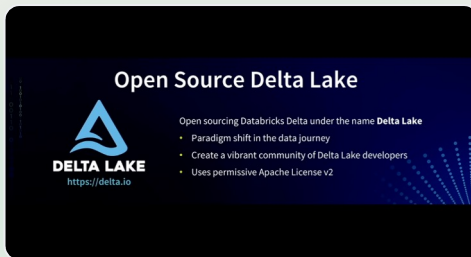 Open Source Delta Lake
DELTA LAKE
https://delta.io
Open sourcing Databricks Delta under the name Delta Lake
• Paradigm shift in the data journey
• Create a vibrant community of Delta Lake developers
• Uses permissive Apache License v2